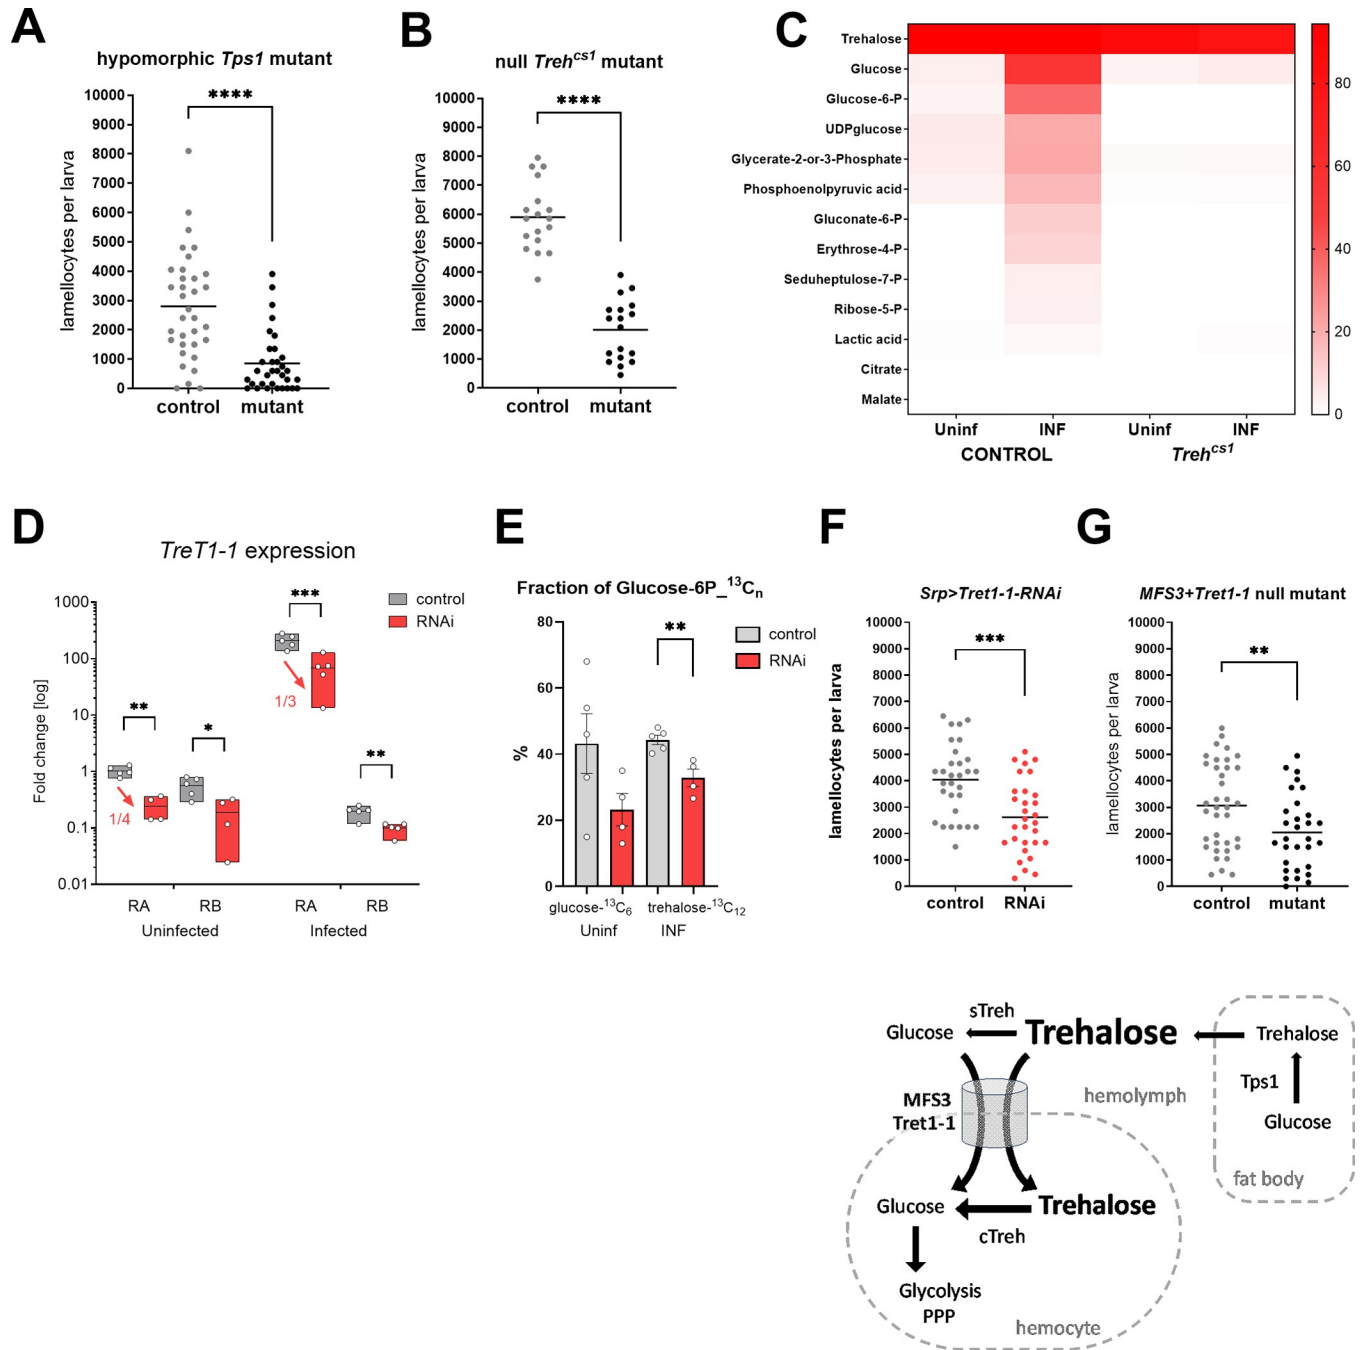 A
hypomorphic Tps1 mutant
****
lamellocytes per larva
10000
9000
8000
7000
6000
5000
4000
3000
2000
1000
0
control mutant
B
null Treh^cs1 mutant
****
lamellocytes per larva
10000
9000
8000
7000
6000
5000
4000
3000
2000
1000
0
control mutant
C
Trehalose
Glucose
Glucose-6-P
UDPglucose
Glycerate-2-or-3-Phosphate
Phosphoenolpyruvic acid
Gluconate-6-P
Erythrose-4-P
Seduheptulose-7-P
Ribose-5-P
Lactic acid
Citrate
Malate
80
60
40
20
0
Uninf INF Uninf INF
CONTROL Treh^cs1
D
TreT1-1 expression
control
RNAi
Fold change [log]
1000
100
10
1
0.1
0.01
**
*
***
**
1/4
1/3
RA RB RA RB
Uninfected Infected
E
Fraction of Glucose-6P_¹³Cₙ
control
RNAi
%
80
60
40
20
0
**
glucose-¹³C₆ trehalose-¹³C₁₂
Uninf INF
F
Srp>Tret1-1-RNAi
***
lamellocytes per larva
10000
9000
8000
7000
6000
5000
4000
3000
2000
1000
0
control RNAi
G
MFS3+Tret1-1 null mutant
**
lamellocytes per larva
10000
9000
8000
7000
6000
5000
4000
3000
2000
1000
0
control mutant
sTreh
Glucose Trehalose Trehalose
Tps1
MFS3
Tret1-1
hemolymph
Glucose
fat body
Glucose Trehalose
cTreh
Glycolysis
PPP
hemocyte